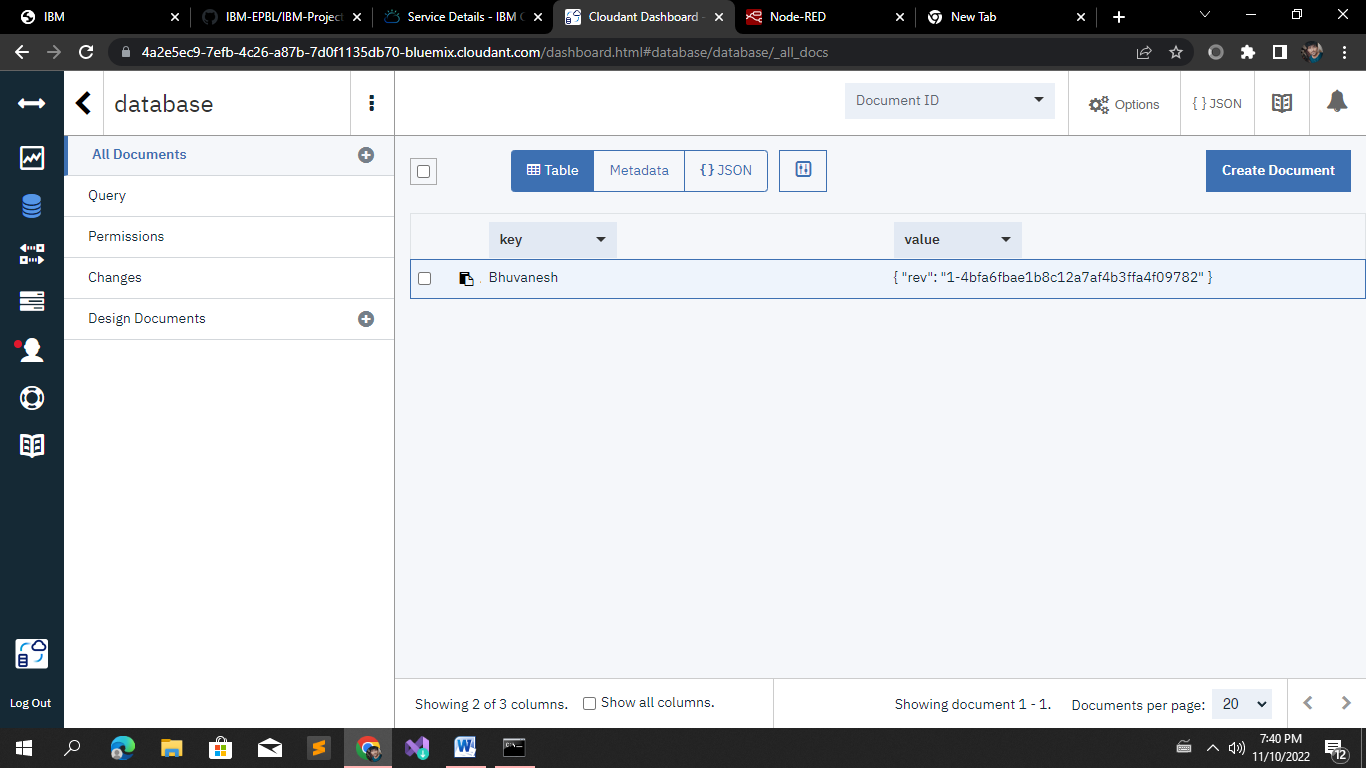 IBM
IBM-EPBL/IBM-Project
Service Details - IBM C
Cloudant Dashboard -
Node-RED
New Tab
4a2e5ec9-7efb-4c26-a87b-7d0f1135db70-bluemix.cloudant.com/dashboard.html#database/database/_all_docs
database
Document ID
Options
{ } JSON
All Documents
Table
Metadata
{ } JSON
Create Document
Query
Permissions
key
value
Changes
Bhuvanesh
{ "rev": "1-4bfa6fbae1b8c12a7af4b3ffa4f09782" }
Design Documents
Log Out
Showing 2 of 3 columns.
Show all columns.
Showing document 1 - 1.
Documents per page:
20
7:40 PM
11/10/2022
12